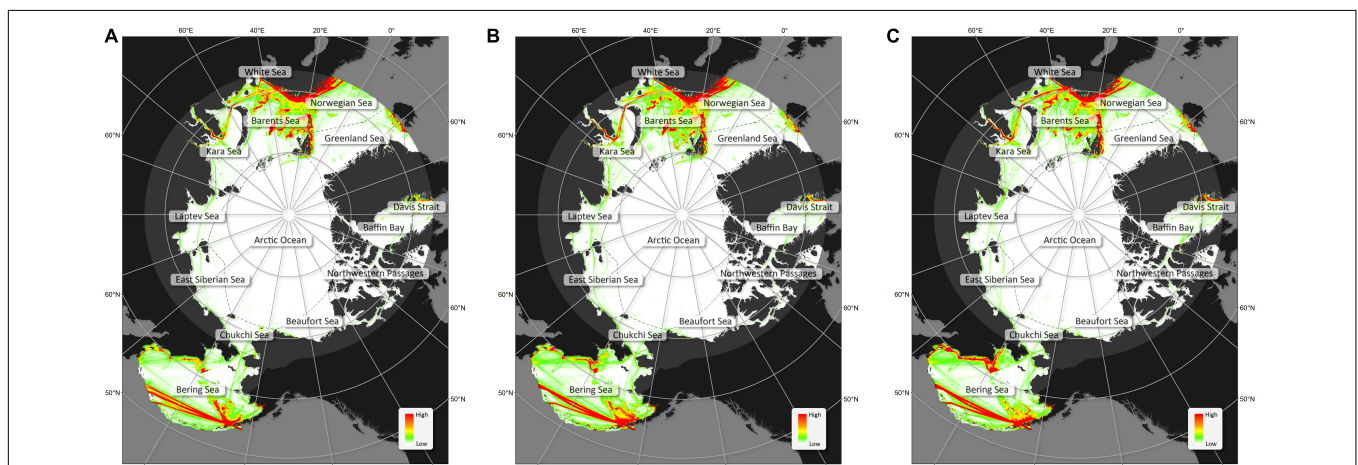 A
60°E
40°E
20°E
0°
White Sea
Norwegian Sea
Barents Sea
60°N
60°N
Greenland Sea
Kara Sea
Davis Strait
Laptev Sea
Baffin Bay
Arctic Ocean
Northwestern Passages
East Siberian Sea
60°N
60°N
Beaufort Sea
Chukchi Sea
Bering Sea
50°N
50°N
High
Low
B
60°E
40°E
20°E
0°
White Sea
Norwegian Sea
Barents Sea
60°N
60°N
Greenland Sea
Kara Sea
Davis Strait
Laptev Sea
Baffin Bay
Arctic Ocean
Northwestern Passages
East Siberian Sea
60°N
60°N
Beaufort Sea
Chukchi Sea
Bering Sea
50°N
50°N
High
Low
C
60°E
40°E
20°E
0°
White Sea
Norwegian Sea
Barents Sea
60°N
60°N
Greenland Sea
Kara Sea
Davis Strait
Laptev Sea
Baffin Bay
Arctic Ocean
Northwestern Passages
East Siberian Sea
60°N
60°N
Beaufort Sea
Chukchi Sea
Bering Sea
50°N
50°N
High
Low